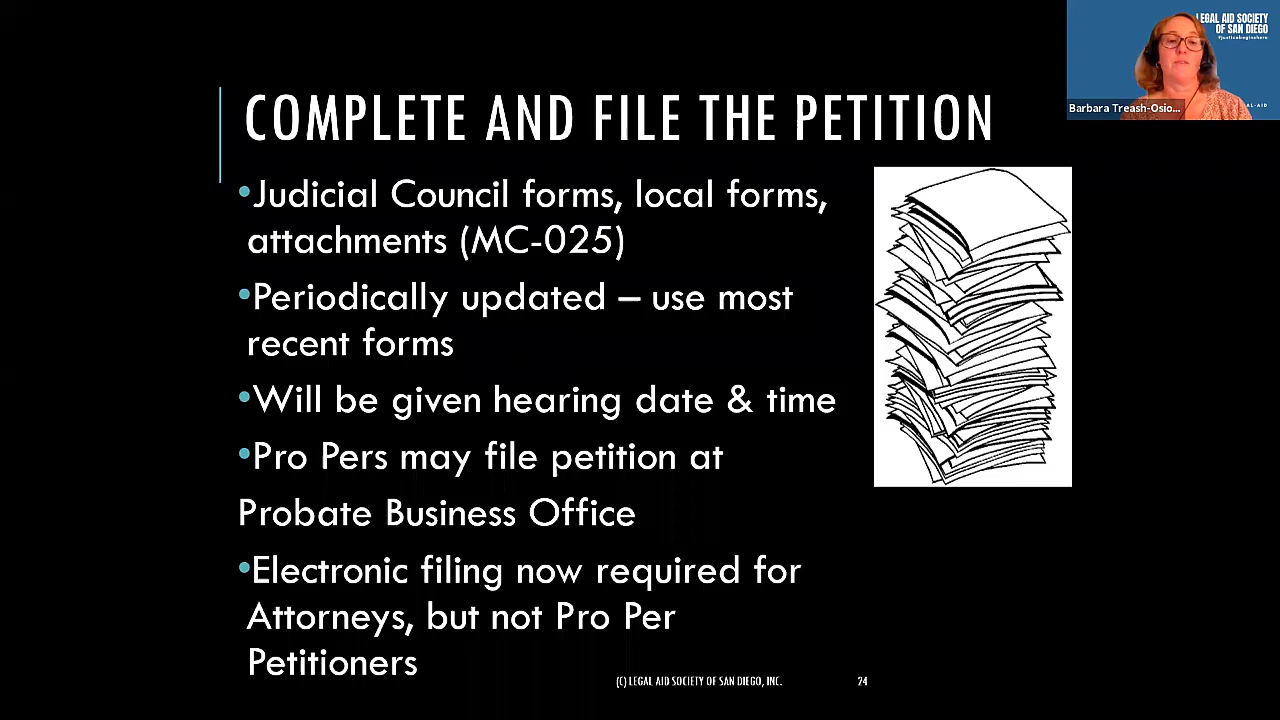 LEGAL AID SOCIETY
OF SAN DIEGO
#justicebeginshere
Barbara Treash-Osio...
AL-AID
COMPLETE AND FILE THE PETITION
•Judicial Council forms, local forms,
attachments (MC-025)
•Periodically updated – use most
recent forms
•Will be given hearing date & time
•Pro Pers may file petition at
Probate Business Office
•Electronic filing now required for
Attorneys, but not Pro Per
Petitioners
(C) LEGAL AID SOCIETY OF SAN DIEGO, INC.
24